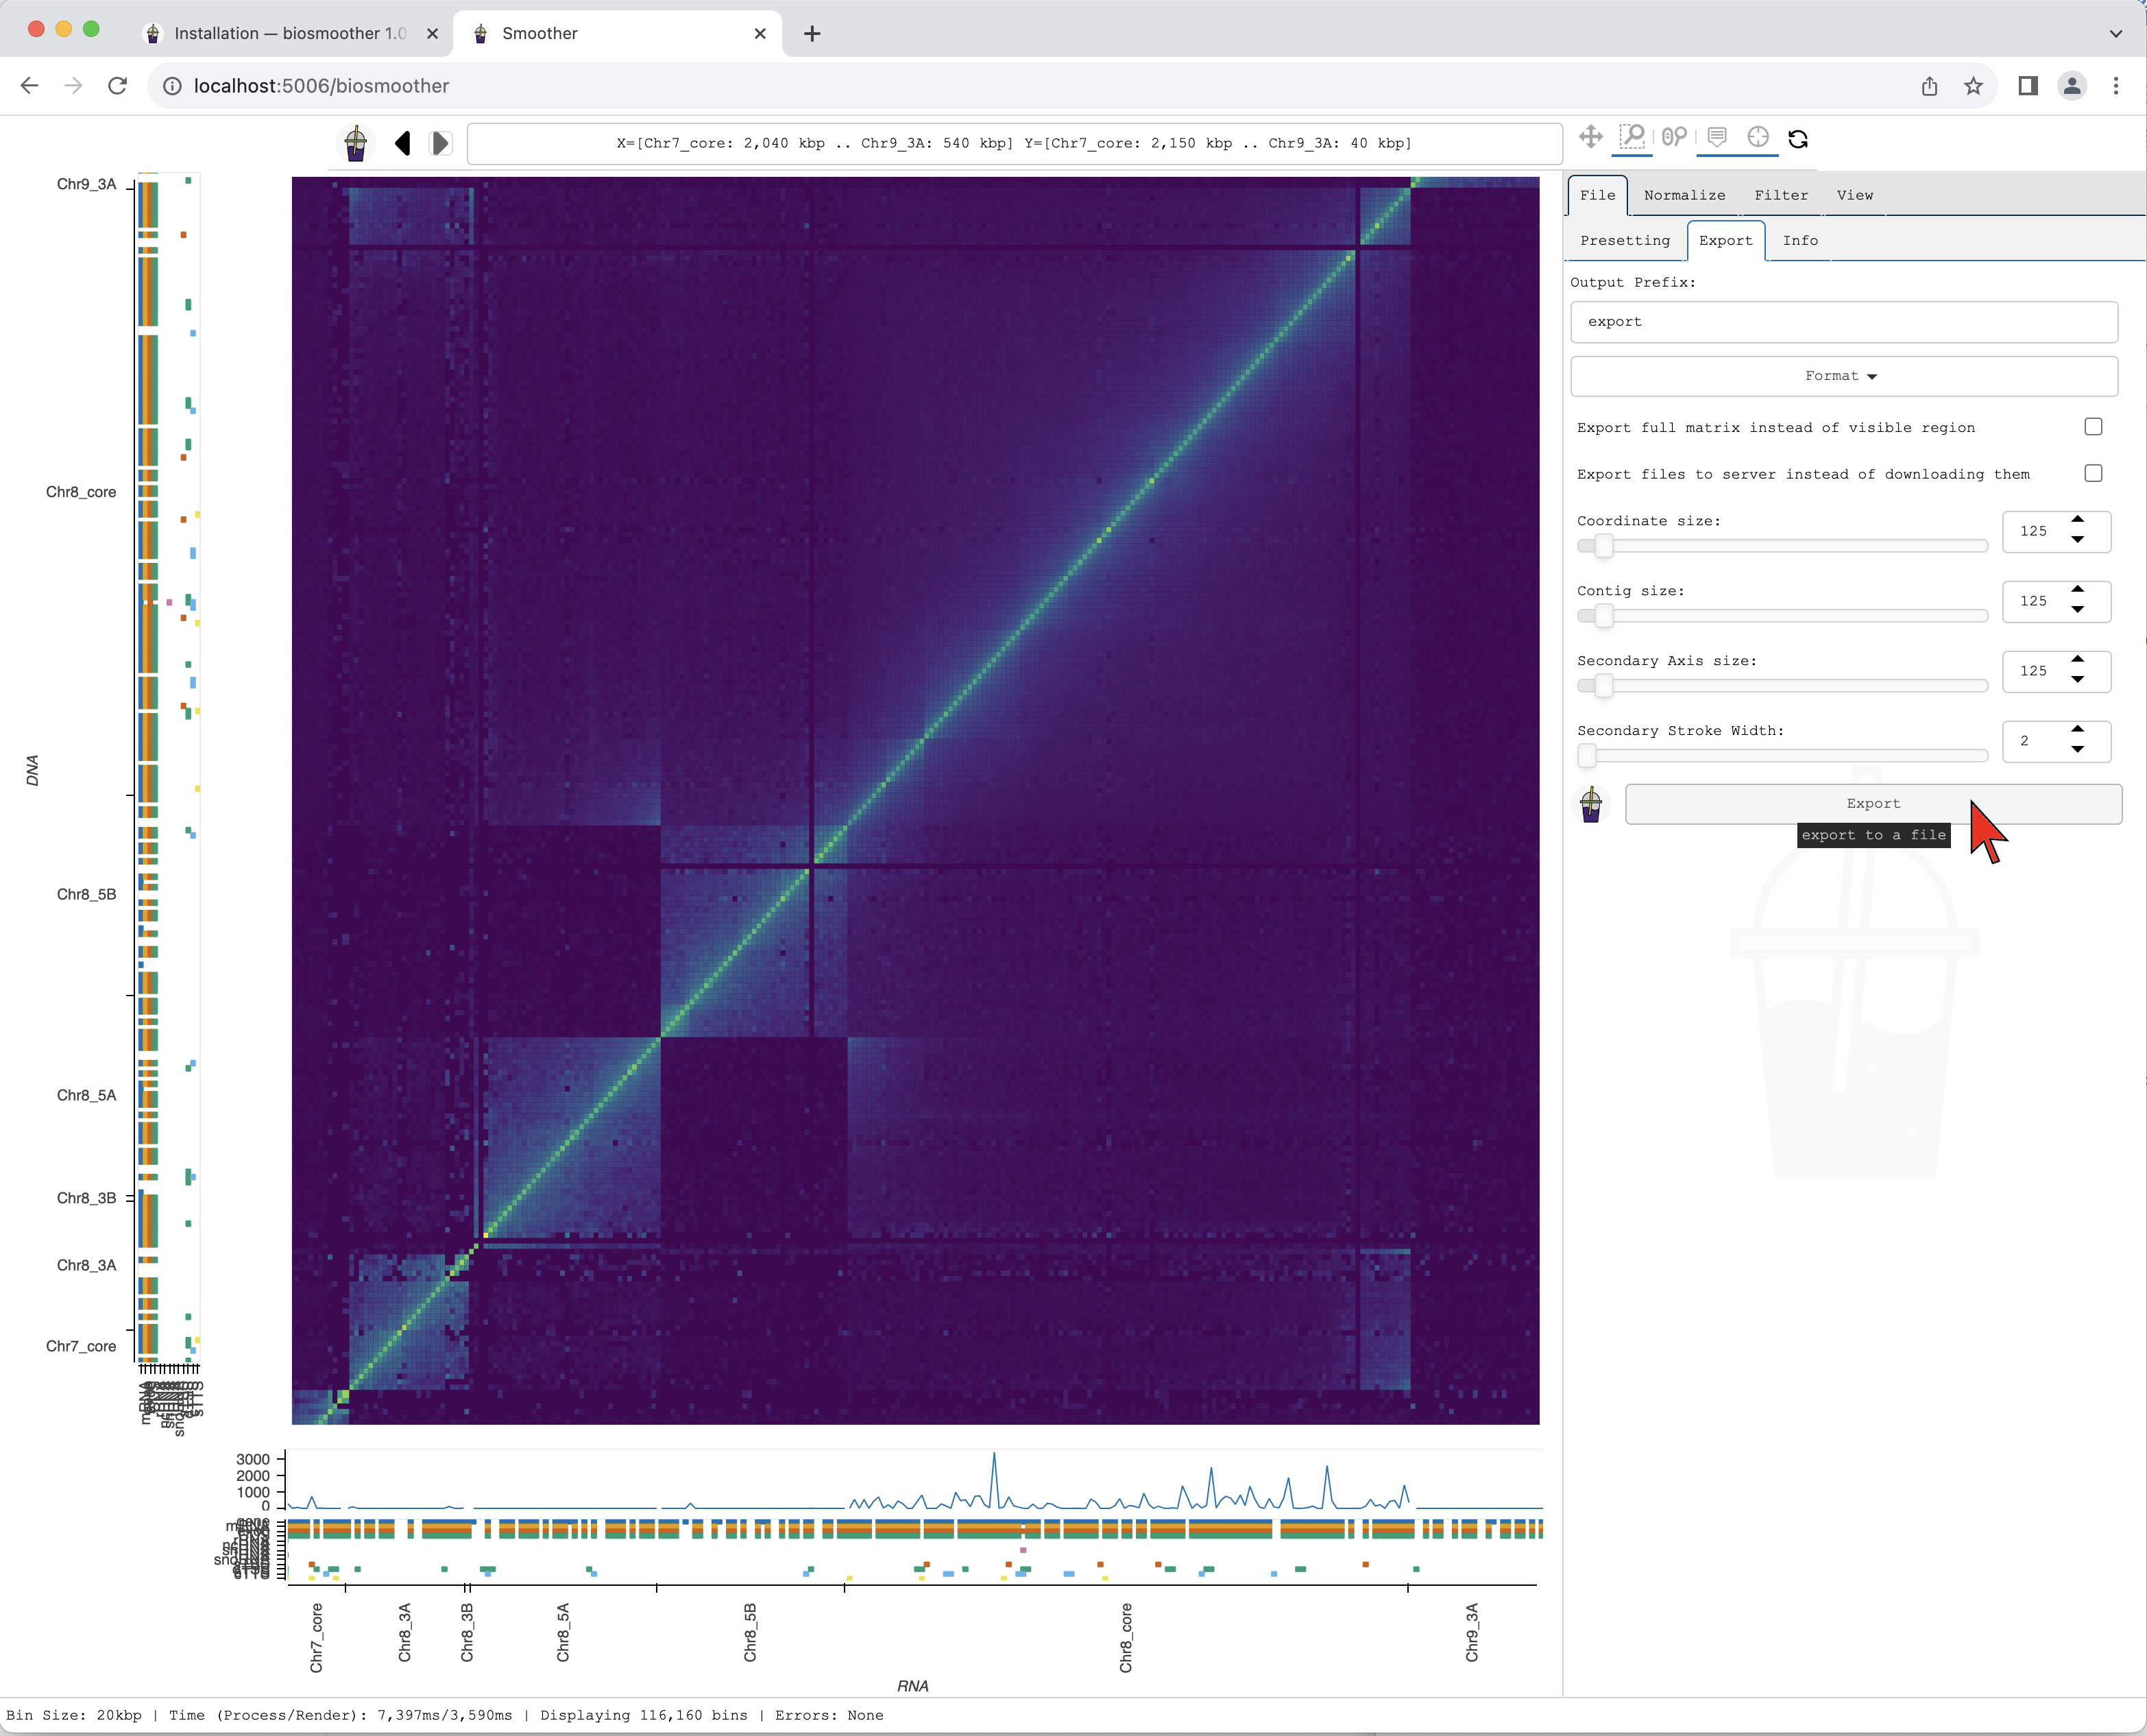 Installation — biosmoother 1.0
Smoother
localhost:5006/biosmoother
X=[Chr7_core: 2,040 kbp .. Chr9_3A: 540 kbp] Y=[Chr7_core: 2,150 kbp .. Chr9_3A: 40 kbp]
File Normalize Filter View
Presetting Export Info
Output Prefix:
export
Format
Export full matrix instead of visible region
Export files to server instead of downloading them
Coordinate size:
125
Contig size:
125
Secondary Axis size:
125
Secondary Stroke Width:
2
Export
export to a file
Chr9_3A
Chr8_core
DNA
Chr8_5B
Chr8_5A
Chr8_3B
Chr8_3A
Chr7_core
3000
2000
1000
0
Chr7_core
Chr8_3A
Chr8_3B
Chr8_5A
Chr8_5B
Chr8_core
Chr9_3A
RNA
Bin Size: 20kbp | Time (Process/Render): 7,397ms/3,590ms | Displaying 116,160 bins | Errors: None